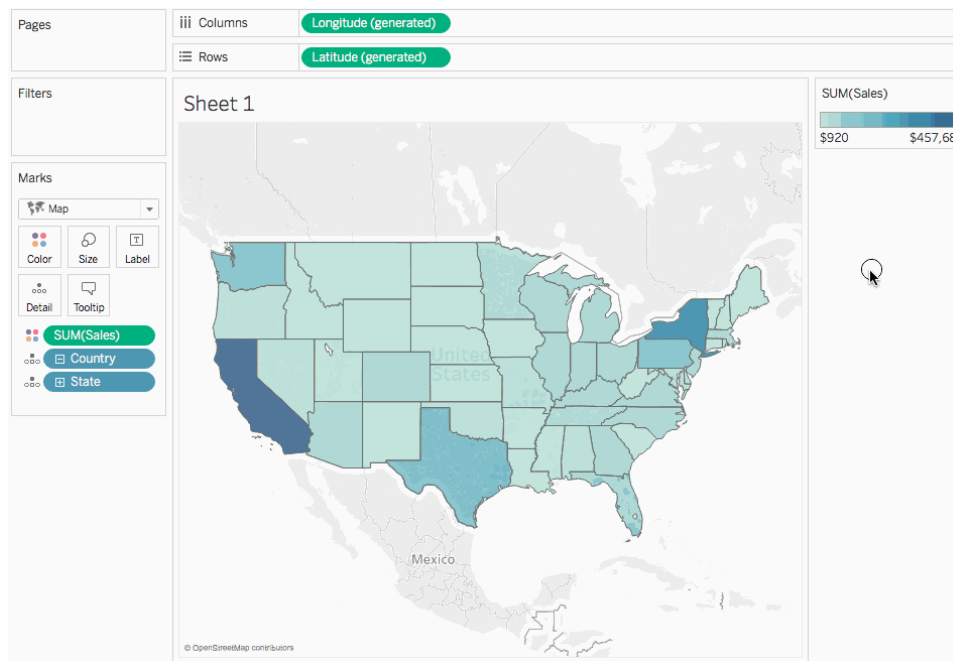 Pages
Columns
Longitude (generated)
Rows
Latitude (generated)
Filters
Sheet 1
SUM(Sales)
$920 $457,68
Marks
Map
Color Size Label
Detail Tooltip
SUM(Sales)
Country
State
United
States
Mexico
© OpenStreetMap contributors